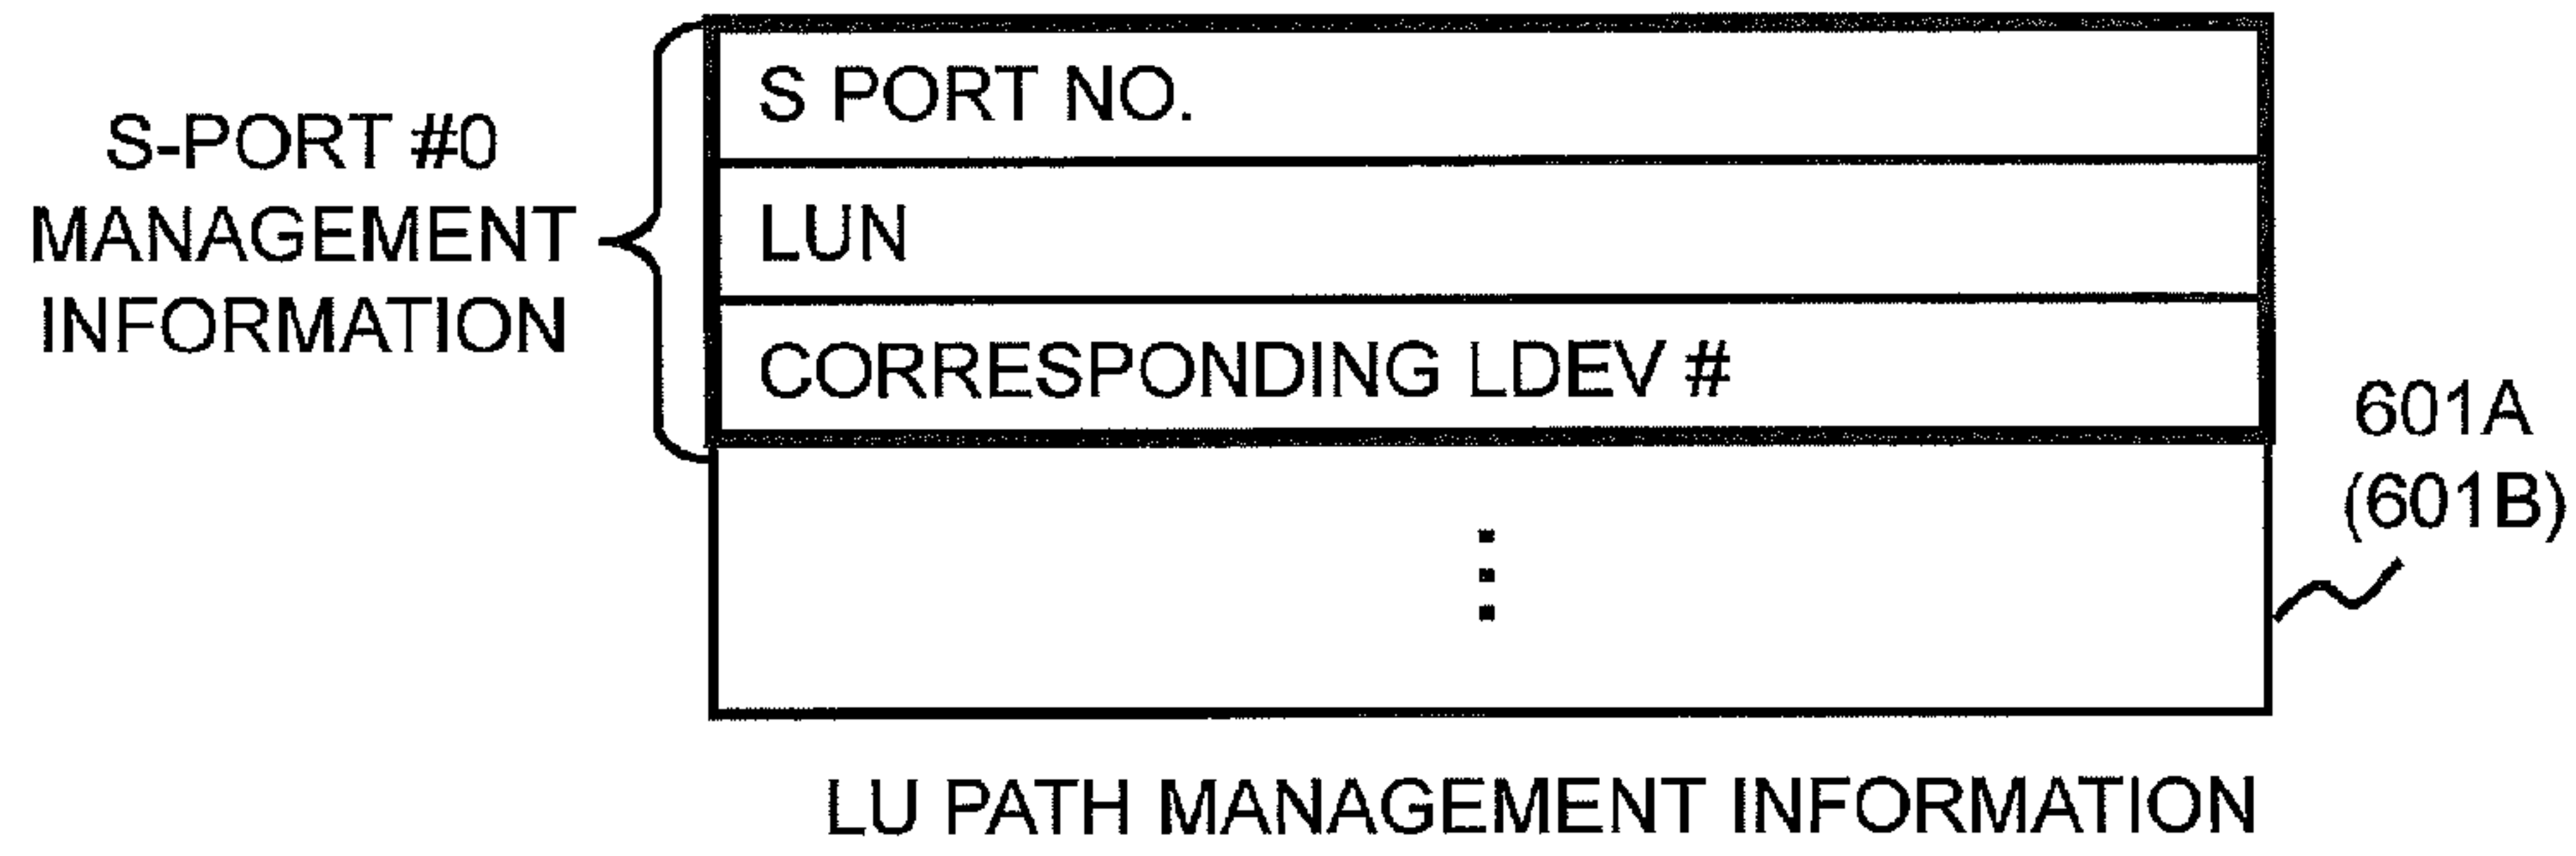 S-PORT #0
MANAGEMENT
INFORMATION
S PORT NO.
LUN
CORRESPONDING LDEV #
601A
(601B)
LU PATH MANAGEMENT INFORMATION